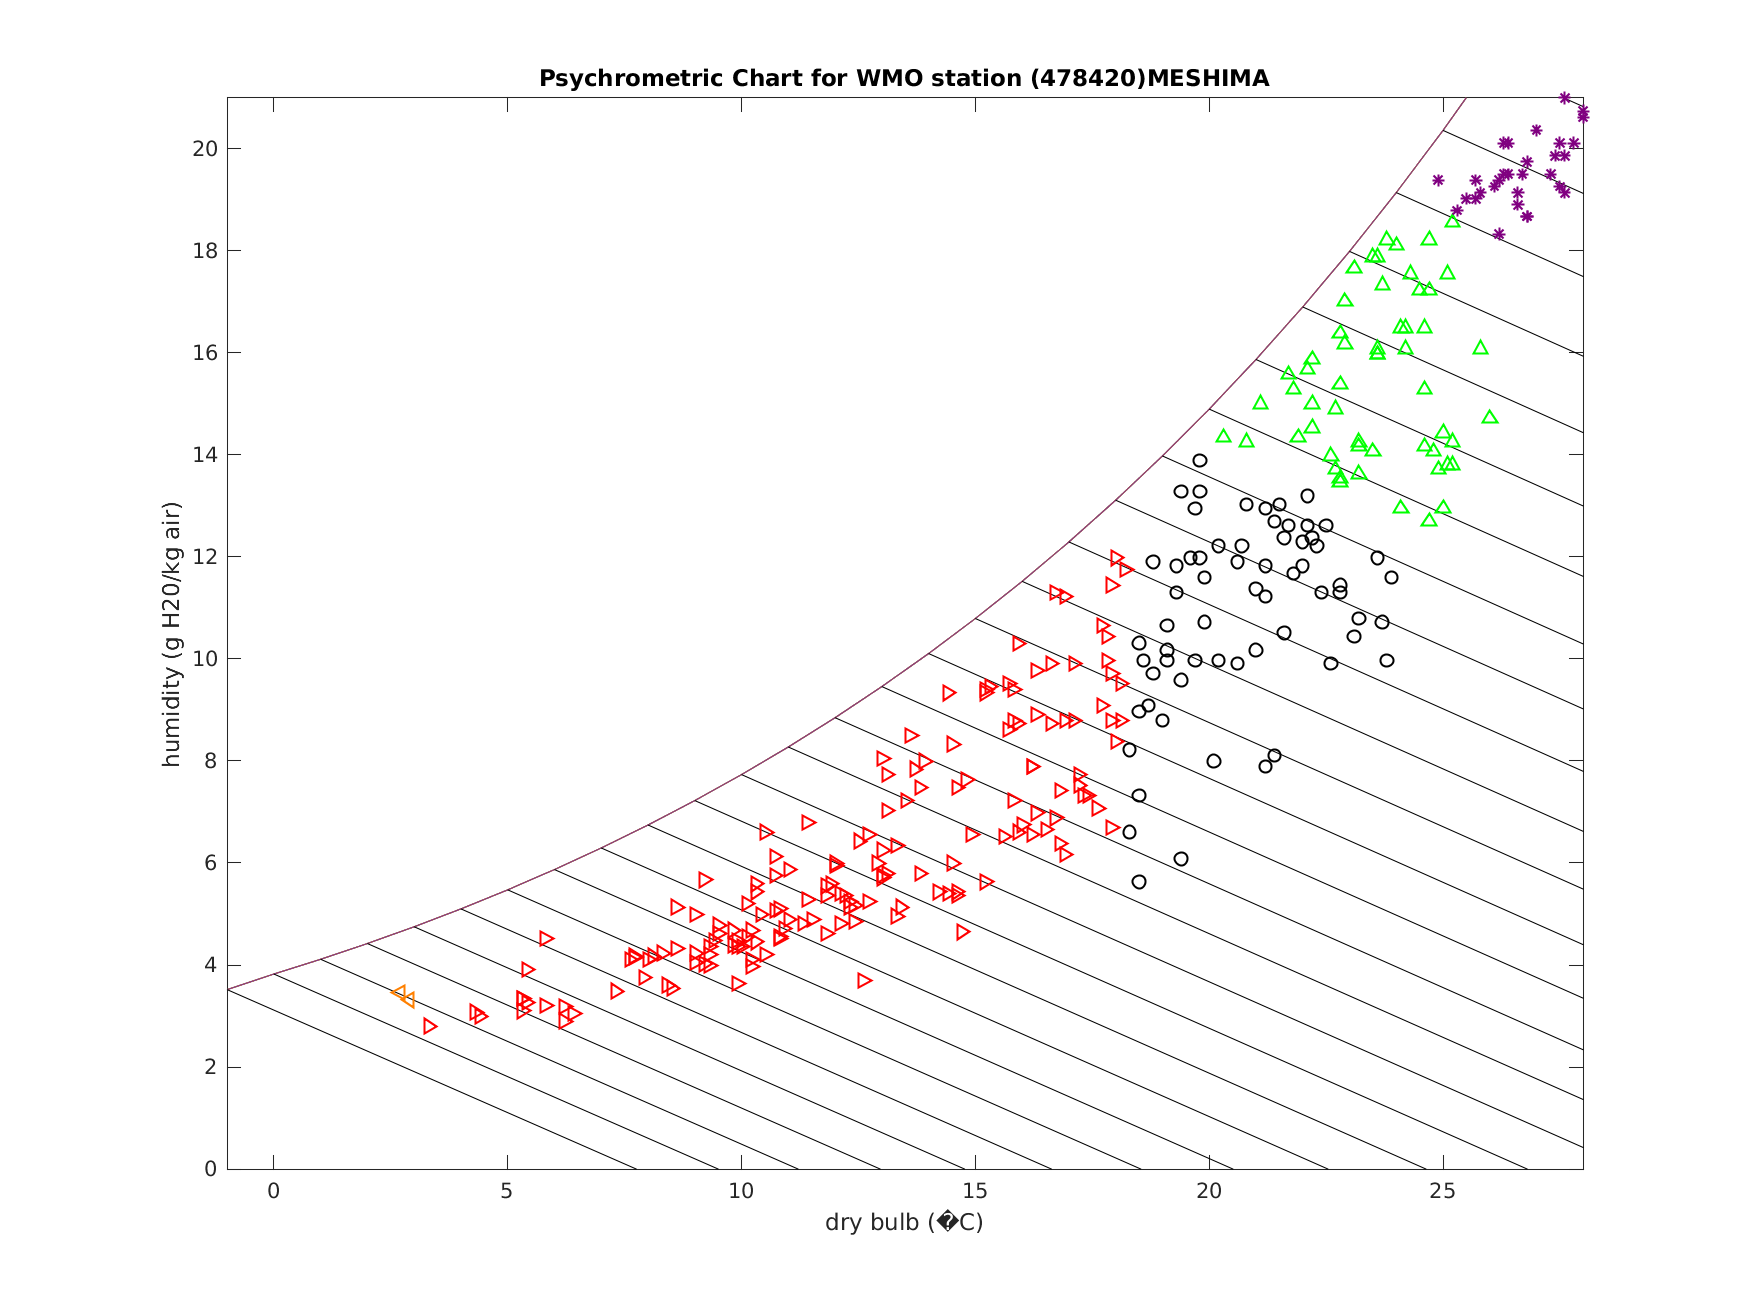 Psychrometric Chart for WMO station (478420)MESHIMA
20
18
16
14
12
10
8
6
4
2
0
humidity (g H20/kg air)
0 5 10 15 20 25
dry bulb (�C)